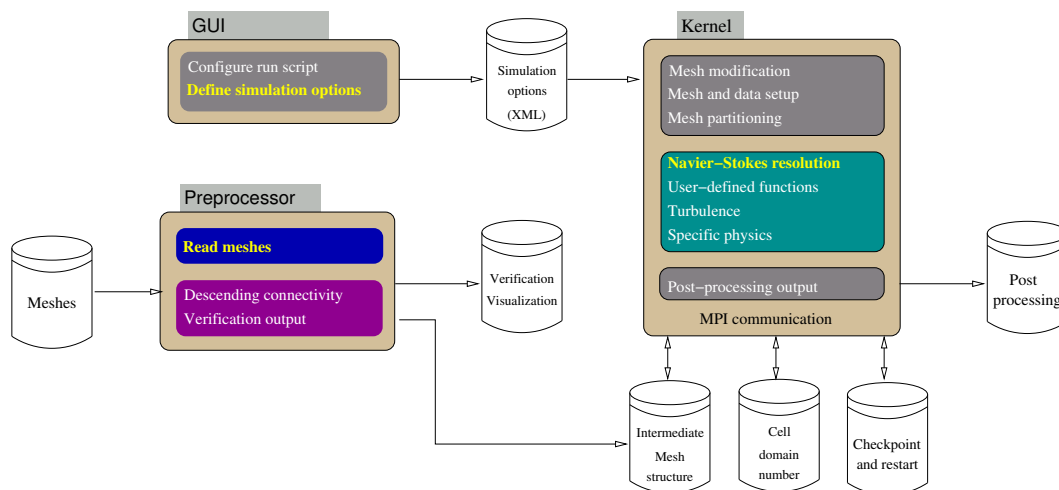 GUI
Configure run script
Define simulation options
Simulation
options
(XML)
Kernel
Mesh modification
Mesh and data setup
Mesh partitioning
Navier−Stokes resolution
User−defined functions
Turbulence
Specific physics
Post−processing output
MPI communication
Preprocessor
Read meshes
Descending connectivity
Verification output
Meshes
Verification
Visualization
Post
processing
Intermediate
Mesh
structure
Cell
domain
number
Checkpoint
and restart